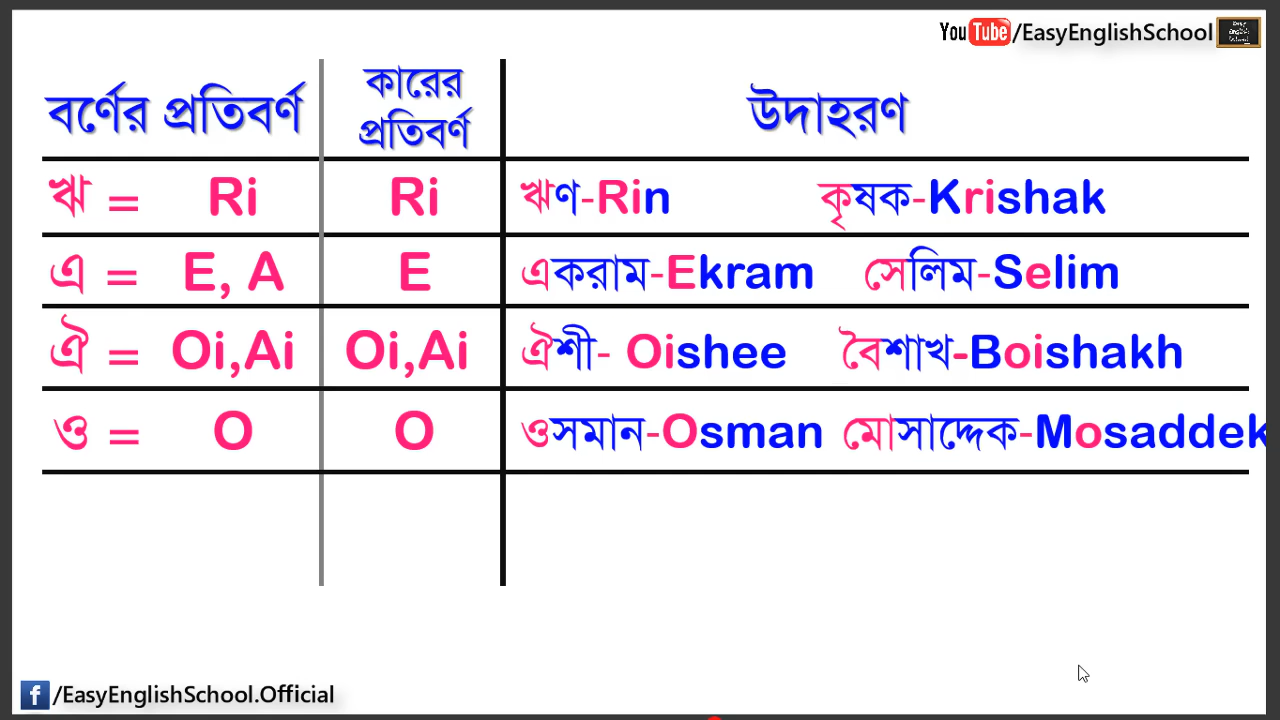 YouTube/EasyEnglishSchool
বর্ণের প্রতিবর্ণ কারের প্রতিবর্ণ উদাহরণ
ঋ = Ri Ri ঋণ-Rin কৃষক-Krishak
এ = E, A E একরাম-Ekram সেলিম-Selim
ঐ = Oi,Ai Oi,Ai ঐশী- Oishee বৈশাখ-Boishakh
ও = O O ওসমান-Osman মোসাদ্দেক-Mosaddek
f/EasyEnglishSchool.Official